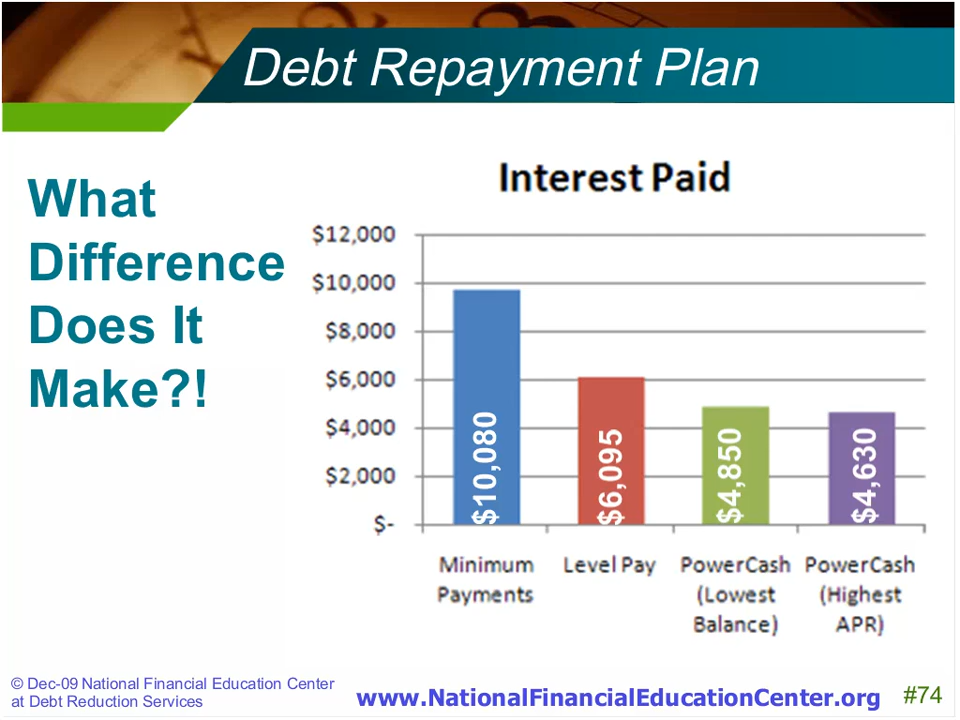 Debt Repayment Plan
What
Difference
Does It
Make?!
Interest Paid
$12,000
$10,000
$8,000
$6,000
$4,000
$2,000
$-
$10,080
$6,095
$4,850
$4,630
Minimum
Payments
Level Pay
PowerCash
(Lowest
Balance)
PowerCash
(Highest
APR)
© Dec-09 National Financial Education Center
at Debt Reduction Services
www.NationalFinancialEducationCenter.org
#74